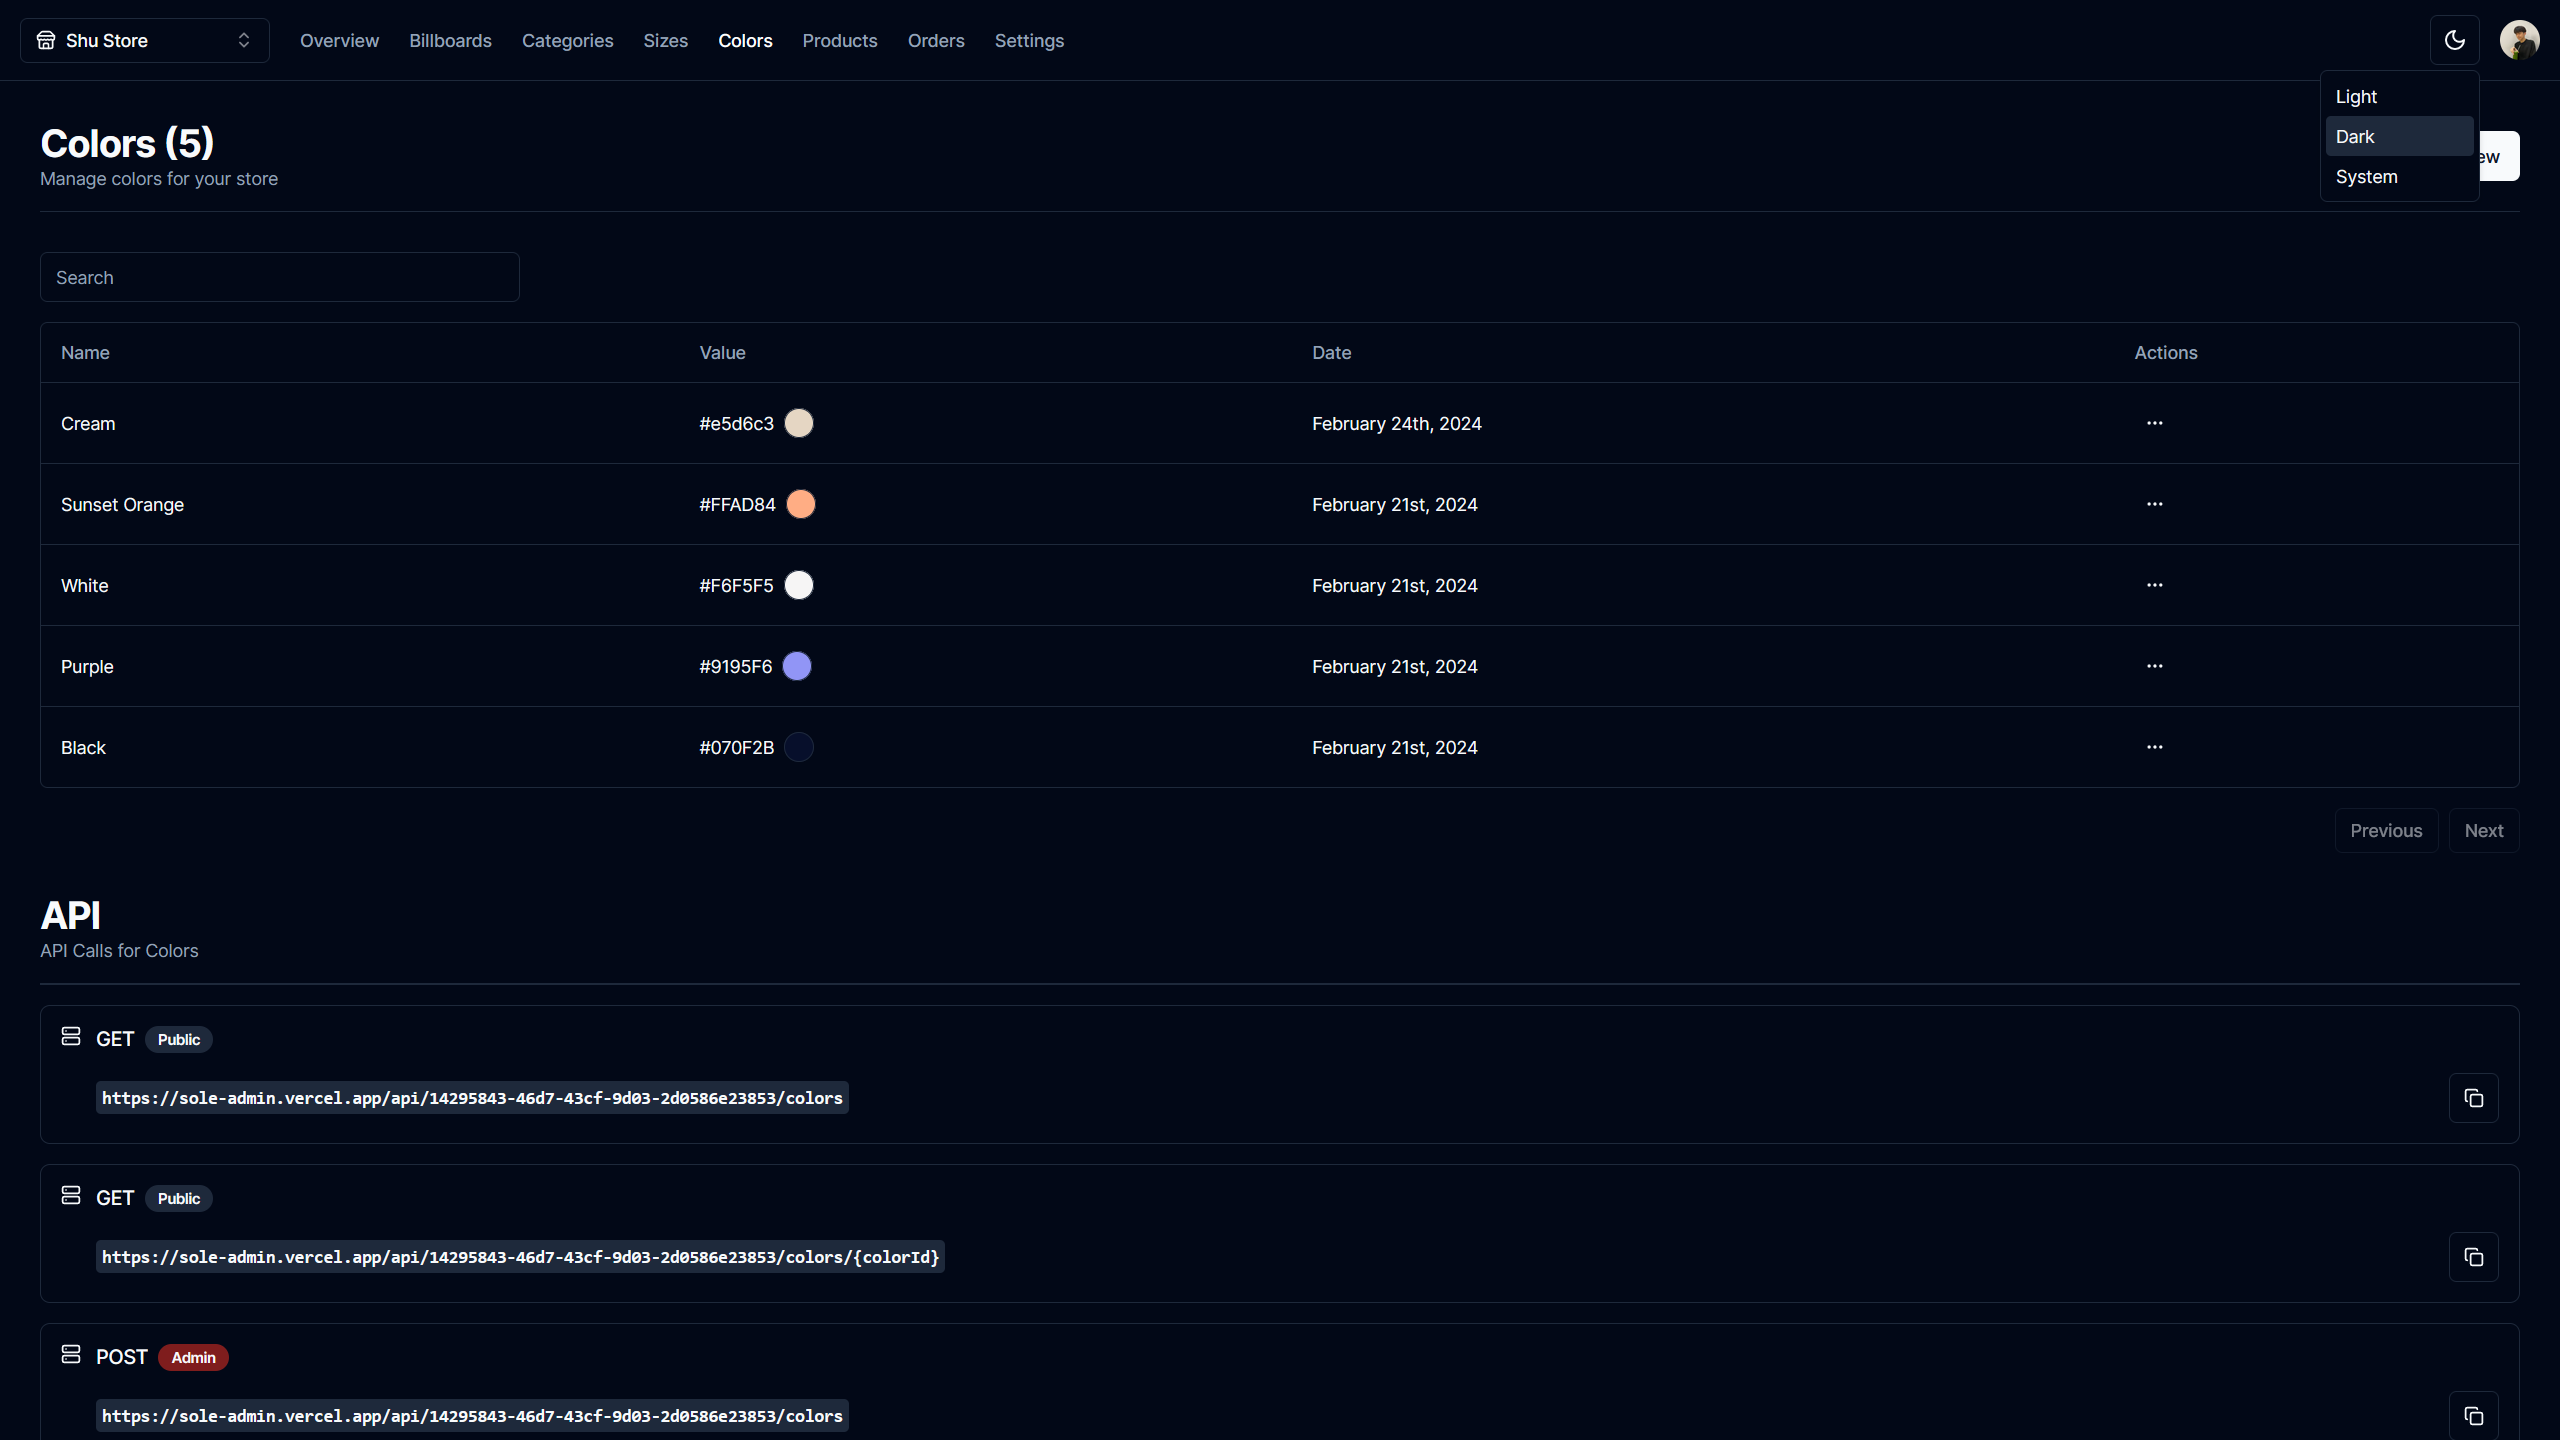 Shu Store Overview Billboards Categories Sizes Colors Products Orders Settings
Light
Dark
System
Colors (5)
Manage colors for your store
Search
Name Value Date Actions
Cream #e5d6c3 February 24th, 2024
Sunset Orange #FFAD84 February 21st, 2024
White #F6F5F5 February 21st, 2024
Purple #9195F6 February 21st, 2024
Black #070F2B February 21st, 2024
Previous Next
API
API Calls for Colors
GET Public
https://sole-admin.vercel.app/api/14295843-46d7-43cf-9d03-2d0586e23853/colors
GET Public
https://sole-admin.vercel.app/api/14295843-46d7-43cf-9d03-2d0586e23853/colors/{colorId}
POST Admin
https://sole-admin.vercel.app/api/14295843-46d7-43cf-9d03-2d0586e23853/colors